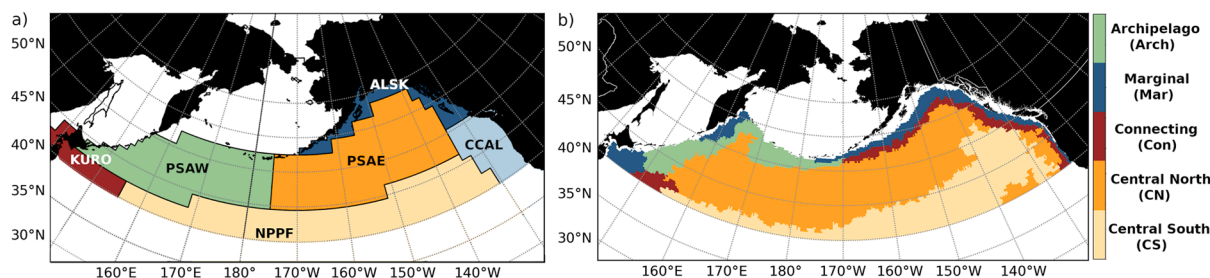 a)
50°N
45°N
40°N
35°N
30°N
160°E
170°E
180°
170°W
160°W
150°W
140°W
KURO
PSAW
NPPF
PSAE
ALSK
CCAL
b)
50°N
45°N
40°N
35°N
30°N
160°E
170°E
180°
170°W
160°W
150°W
140°W
Archipelago
(Arch)
Marginal
(Mar)
Connecting
(Con)
Central North
(CN)
Central South
(CS)